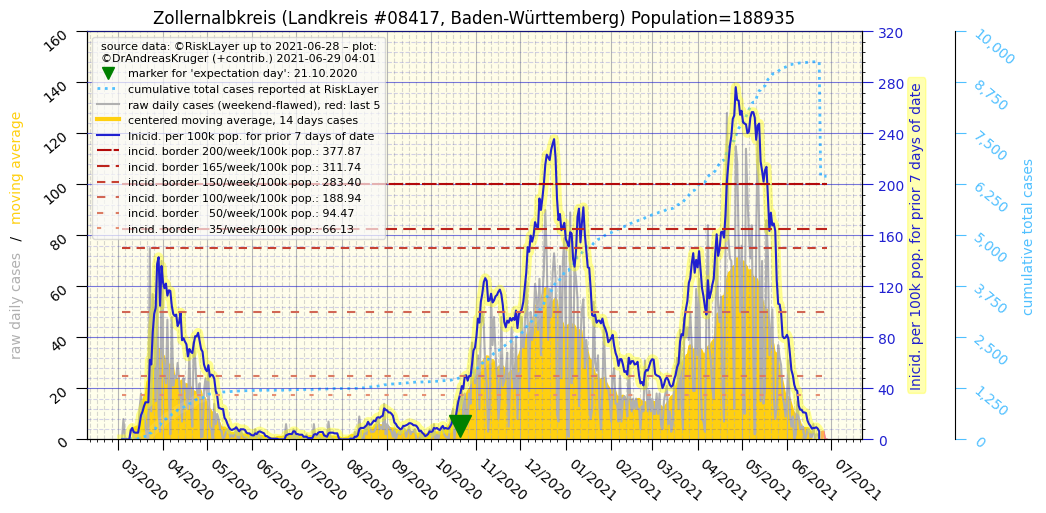 Zollernalbkreis (Landkreis #08417, Baden-Württemberg) Population=188935
source data: ©RiskLayer up to 2021-06-28 – plot:
©DrAndreasKruger (+contrib.) 2021-06-29 04:01
marker for 'expectation day': 21.10.2020
cumulative total cases reported at RiskLayer
raw daily cases (weekend-flawed), red: last 5
centered moving average, 14 days cases
Inicid. per 100k pop. for prior 7 days of date
incid. border 200/week/100k pop.: 377.87
incid. border 165/week/100k pop.: 311.74
incid. border 150/week/100k pop.: 283.40
incid. border 100/week/100k pop.: 188.94
incid. border 50/week/100k pop.: 94.47
incid. border 35/week/100k pop.: 66.13
raw daily cases / moving average
160
140
120
100
80
60
40
20
0
320
280
240
200
160
120
80
40
0
Inicid. per 100k pop. for prior 7 days of date
10,000
8,750
7,500
6,250
5,000
3,750
2,500
1,250
0
cumulative total cases
03/2020
04/2020
05/2020
06/2020
07/2020
08/2020
09/2020
10/2020
11/2020
12/2020
01/2021
02/2021
03/2021
04/2021
05/2021
06/2021
07/2021